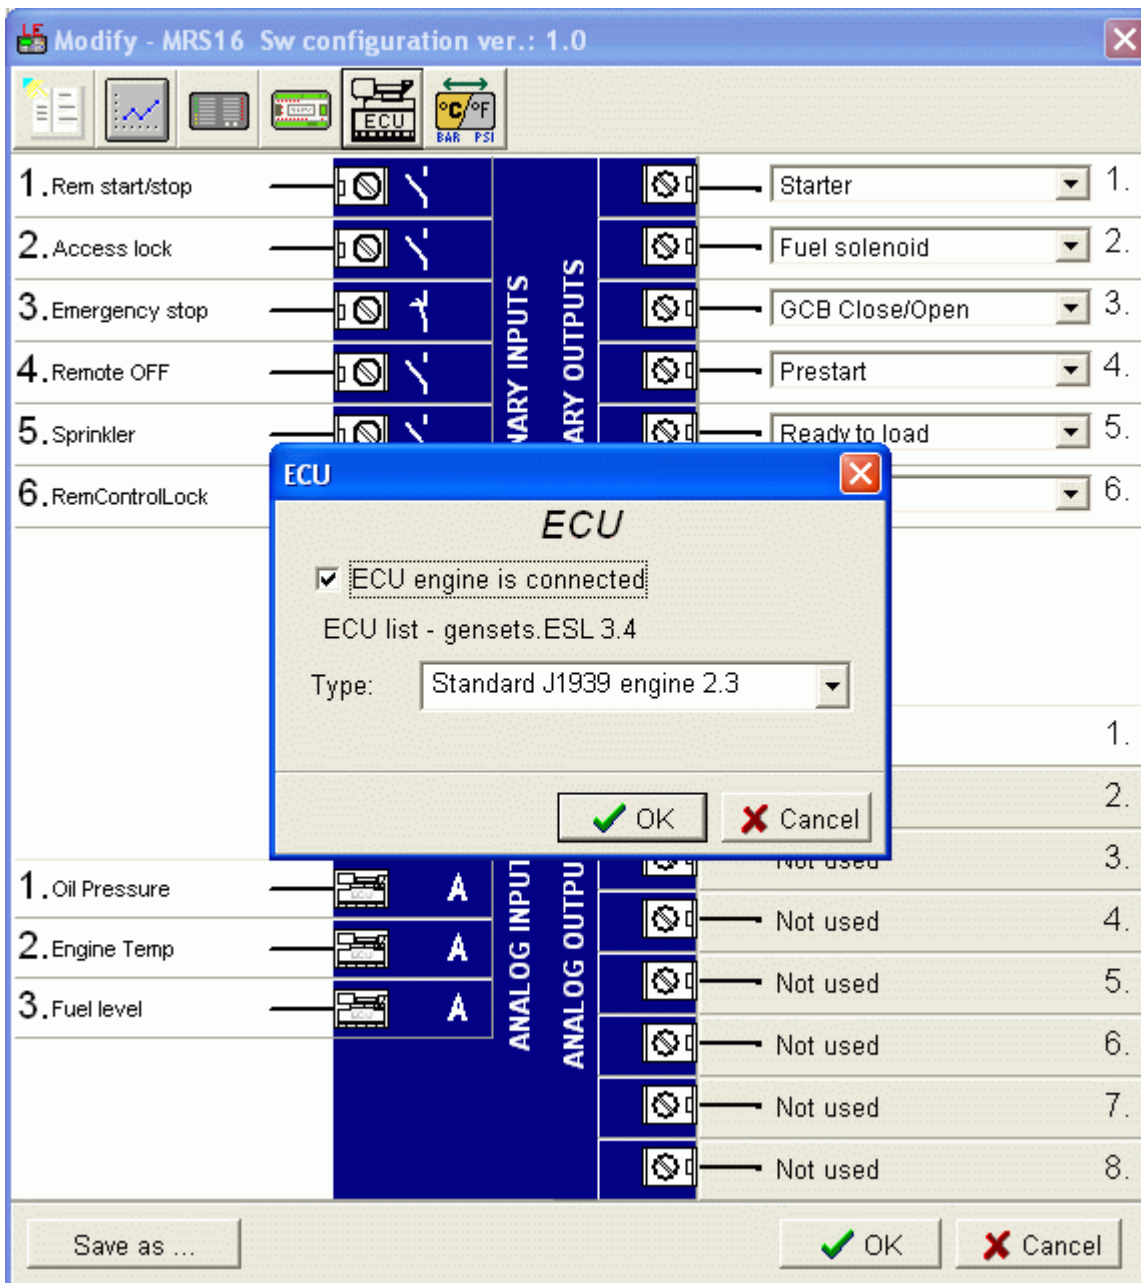 Modify - MRS16 Sw configuration ver.: 1.0
ECU
°C/°F
BAR PSI
1. Rem start/stop
2. Access lock
3. Emergency stop
4. Remote OFF
5. Sprinkler
6. RemControlLock
NARY INPUTS
ARY OUTPUTS
Starter 1.
Fuel solenoid 2.
GCB Close/Open 3.
Prestart 4.
Ready to load 5.
6.
ECU
ECU
ECU engine is connected
ECU list - gensets.ESL 3.4
Type: Standard J1939 engine 2.3
OK Cancel
1. Oil Pressure A
2. Engine Temp A
3. Fuel level A
ANALOG INPUT
ANALOG OUTPU
1.
2.
Not used 3.
Not used 4.
Not used 5.
Not used 6.
Not used 7.
Not used 8.
Save as ... OK Cancel